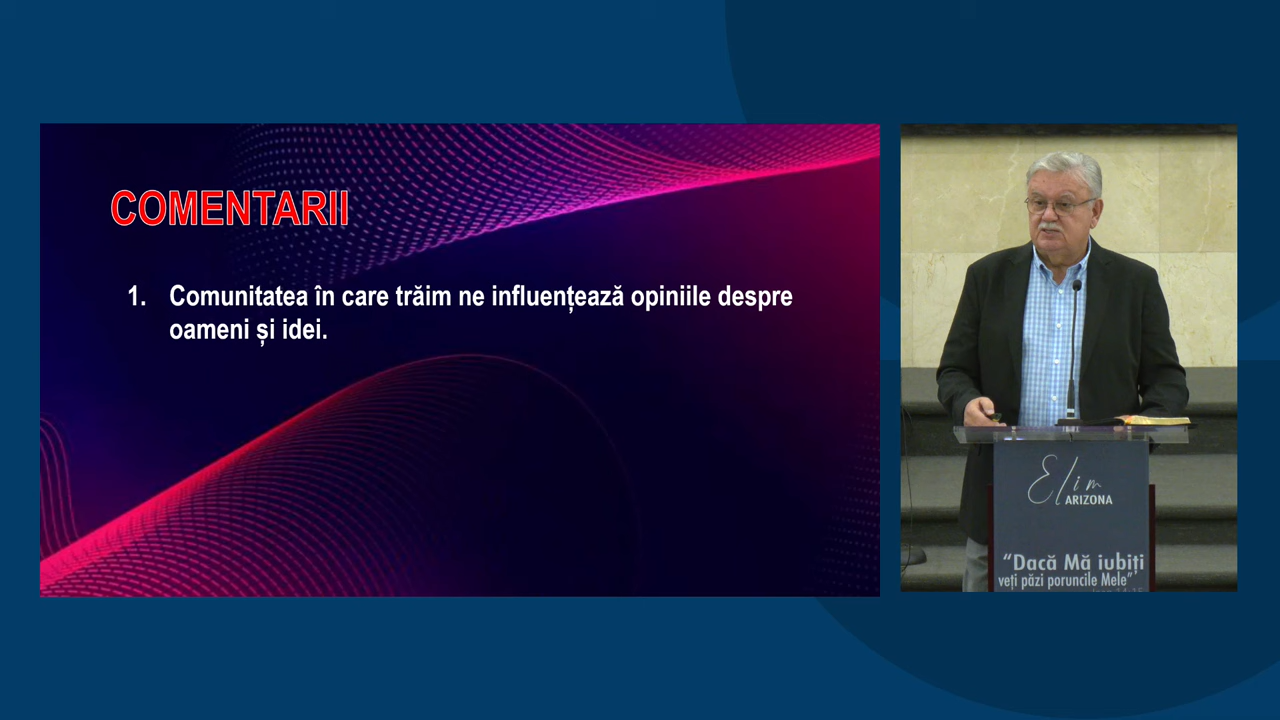 COMENTARII
1. Comunitatea în care trăim ne influențează opiniile despre
oameni și idei.
Elim
ARIZONA
“Dacă Mă iubiți
veți păzi poruncile Mele”